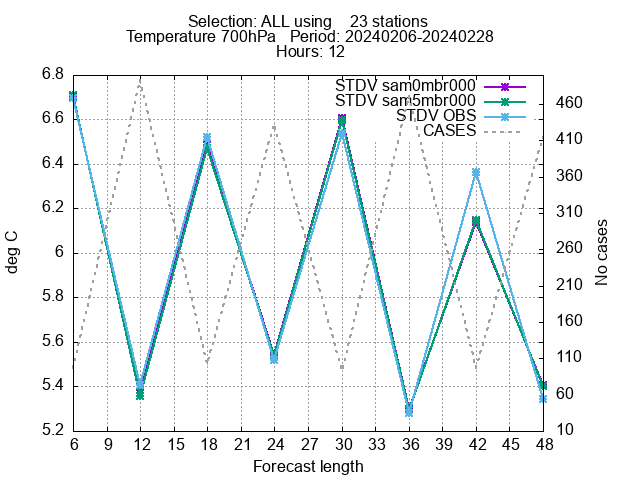 Selection: ALL using 23 stations
Temperature 700hPa Period: 20240206-20240228
Hours: 12
STDV sam0mbr000
STDV sam5mbr000
STDV OBS
CASES
6.8
6.6
6.4
6.2
6
5.8
5.6
5.4
5.2
deg C
460
410
360
310
260
210
160
110
60
10
No cases
6 9 12 15 18 21 24 27 30 33 36 39 42 45 48
Forecast length